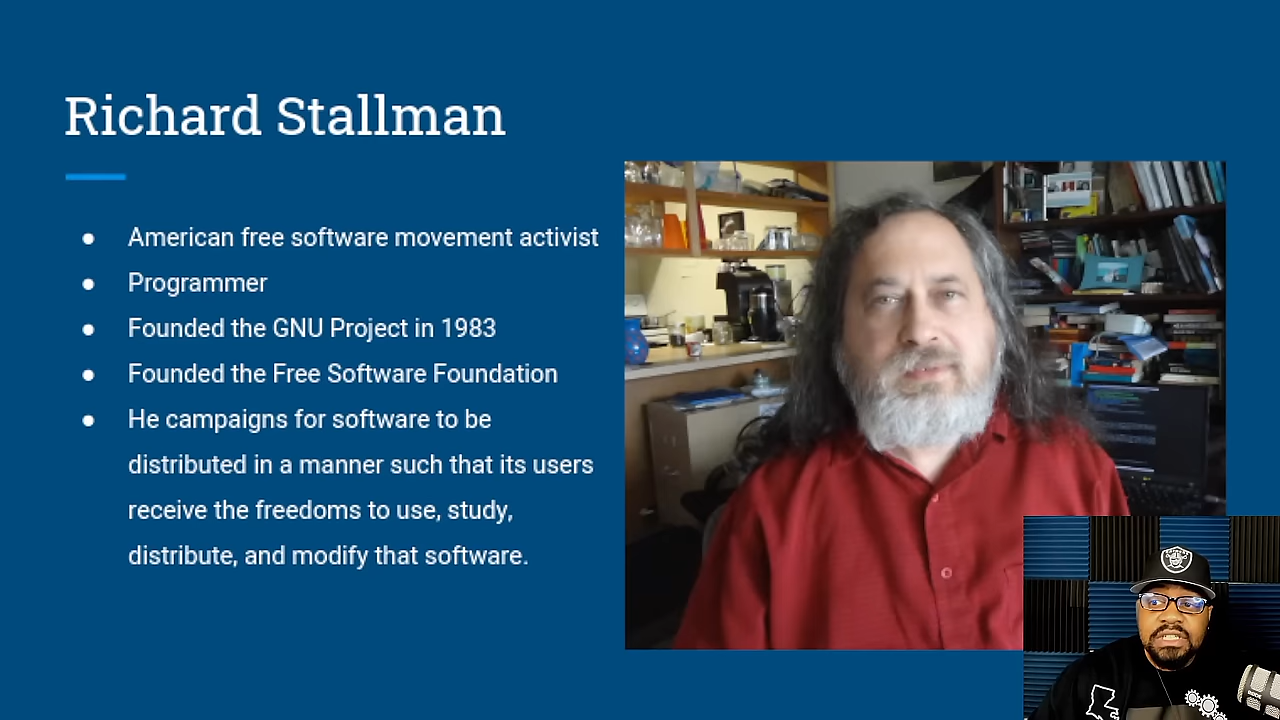 Richard Stallman
● American free software movement activist
● Programmer
● Founded the GNU Project in 1983
● Founded the Free Software Foundation
● He campaigns for software to be
distributed in a manner such that its users
receive the freedoms to use, study,
distribute, and modify that software.